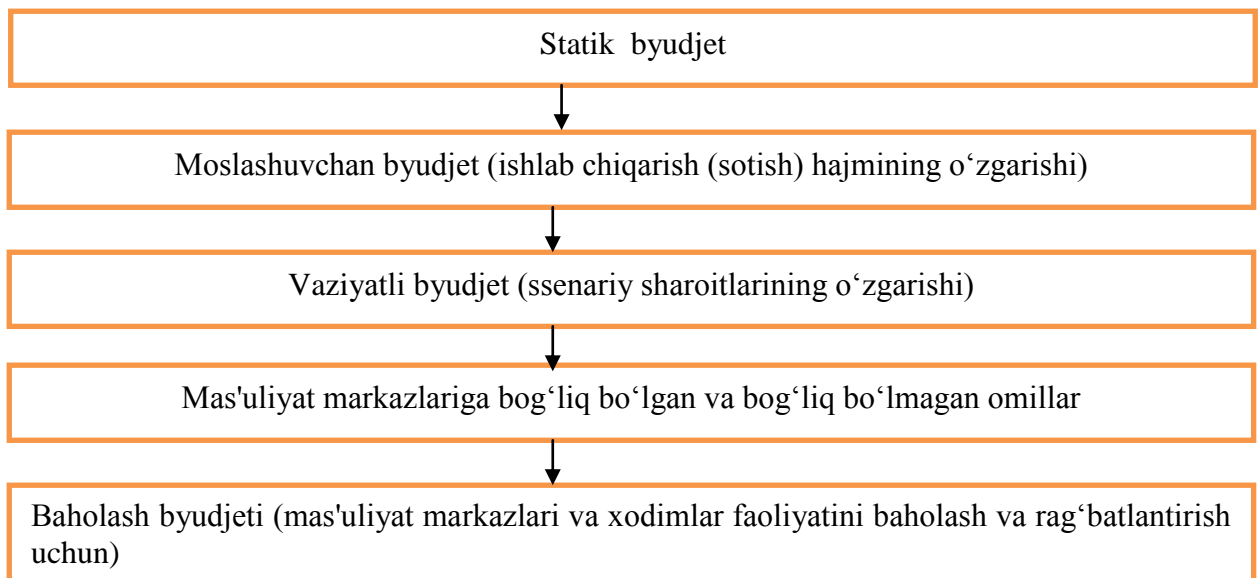 Statik byudjet
Moslashuvchan byudjet (ishlab chiqarish (sotish) hajmining o‘zgarishi)
Vaziyatli byudjet (ssenariy sharoitlarining o‘zgarishi)
Mas'uliyat markazlariga bog‘liq bo‘lgan va bog‘liq bo‘lmagan omillar
Baholash byudjeti (mas'uliyat markazlari va xodimlar faoliyatini baholash va rag‘batlantirish
uchun)